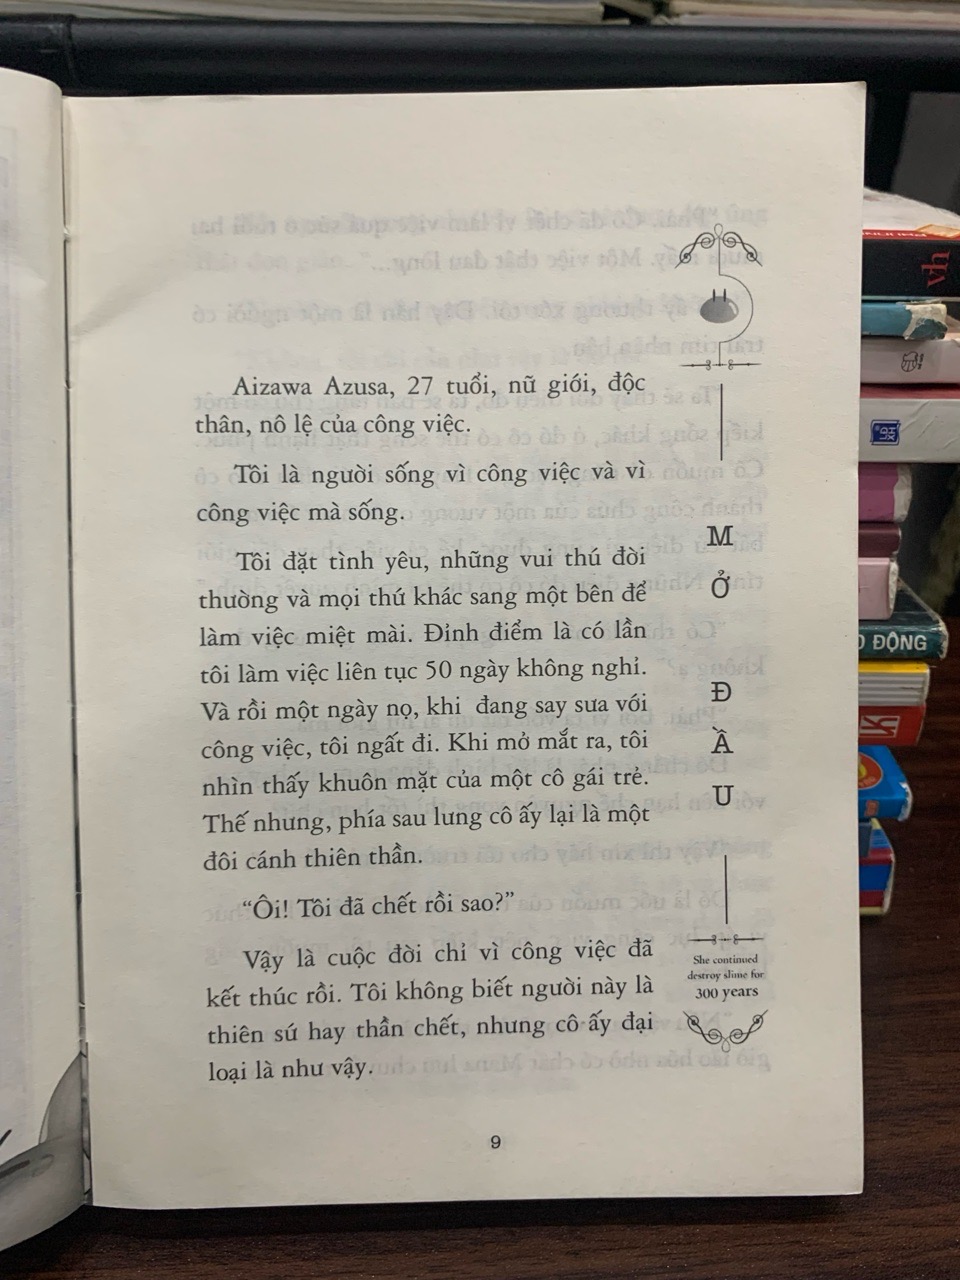 Aizawa Azusa, 27 tuổi, nữ giới, độc
thân, nô lệ của công việc.
Tôi là người sống vì công việc và vì
công việc mà sống.
Tôi đặt tình yêu, những vui thú đời
thường và mọi thứ khác sang một bên để
làm việc miệt mài. Đỉnh điểm là có lần
tôi làm việc liên tục 50 ngày không nghỉ.
Và rồi một ngày nọ, khi đang say sưa với
công việc, tôi ngất đi. Khi mở mắt ra, tôi
nhìn thấy khuôn mặt của một cô gái trẻ.
Thế nhưng, phía sau lưng cô ấy lại là một
đôi cánh thiên thần.
“Ôi! Tôi đã chết rồi sao?”
Vậy là cuộc đời chỉ vì công việc đã
kết thúc rồi. Tôi không biết người này là
thiên sứ hay thần chết, nhưng cô ấy đại
loại là như vậy.
9
MỞ ĐẦU
She continued
destroy slime for
300 years
vh
ĐỘNG